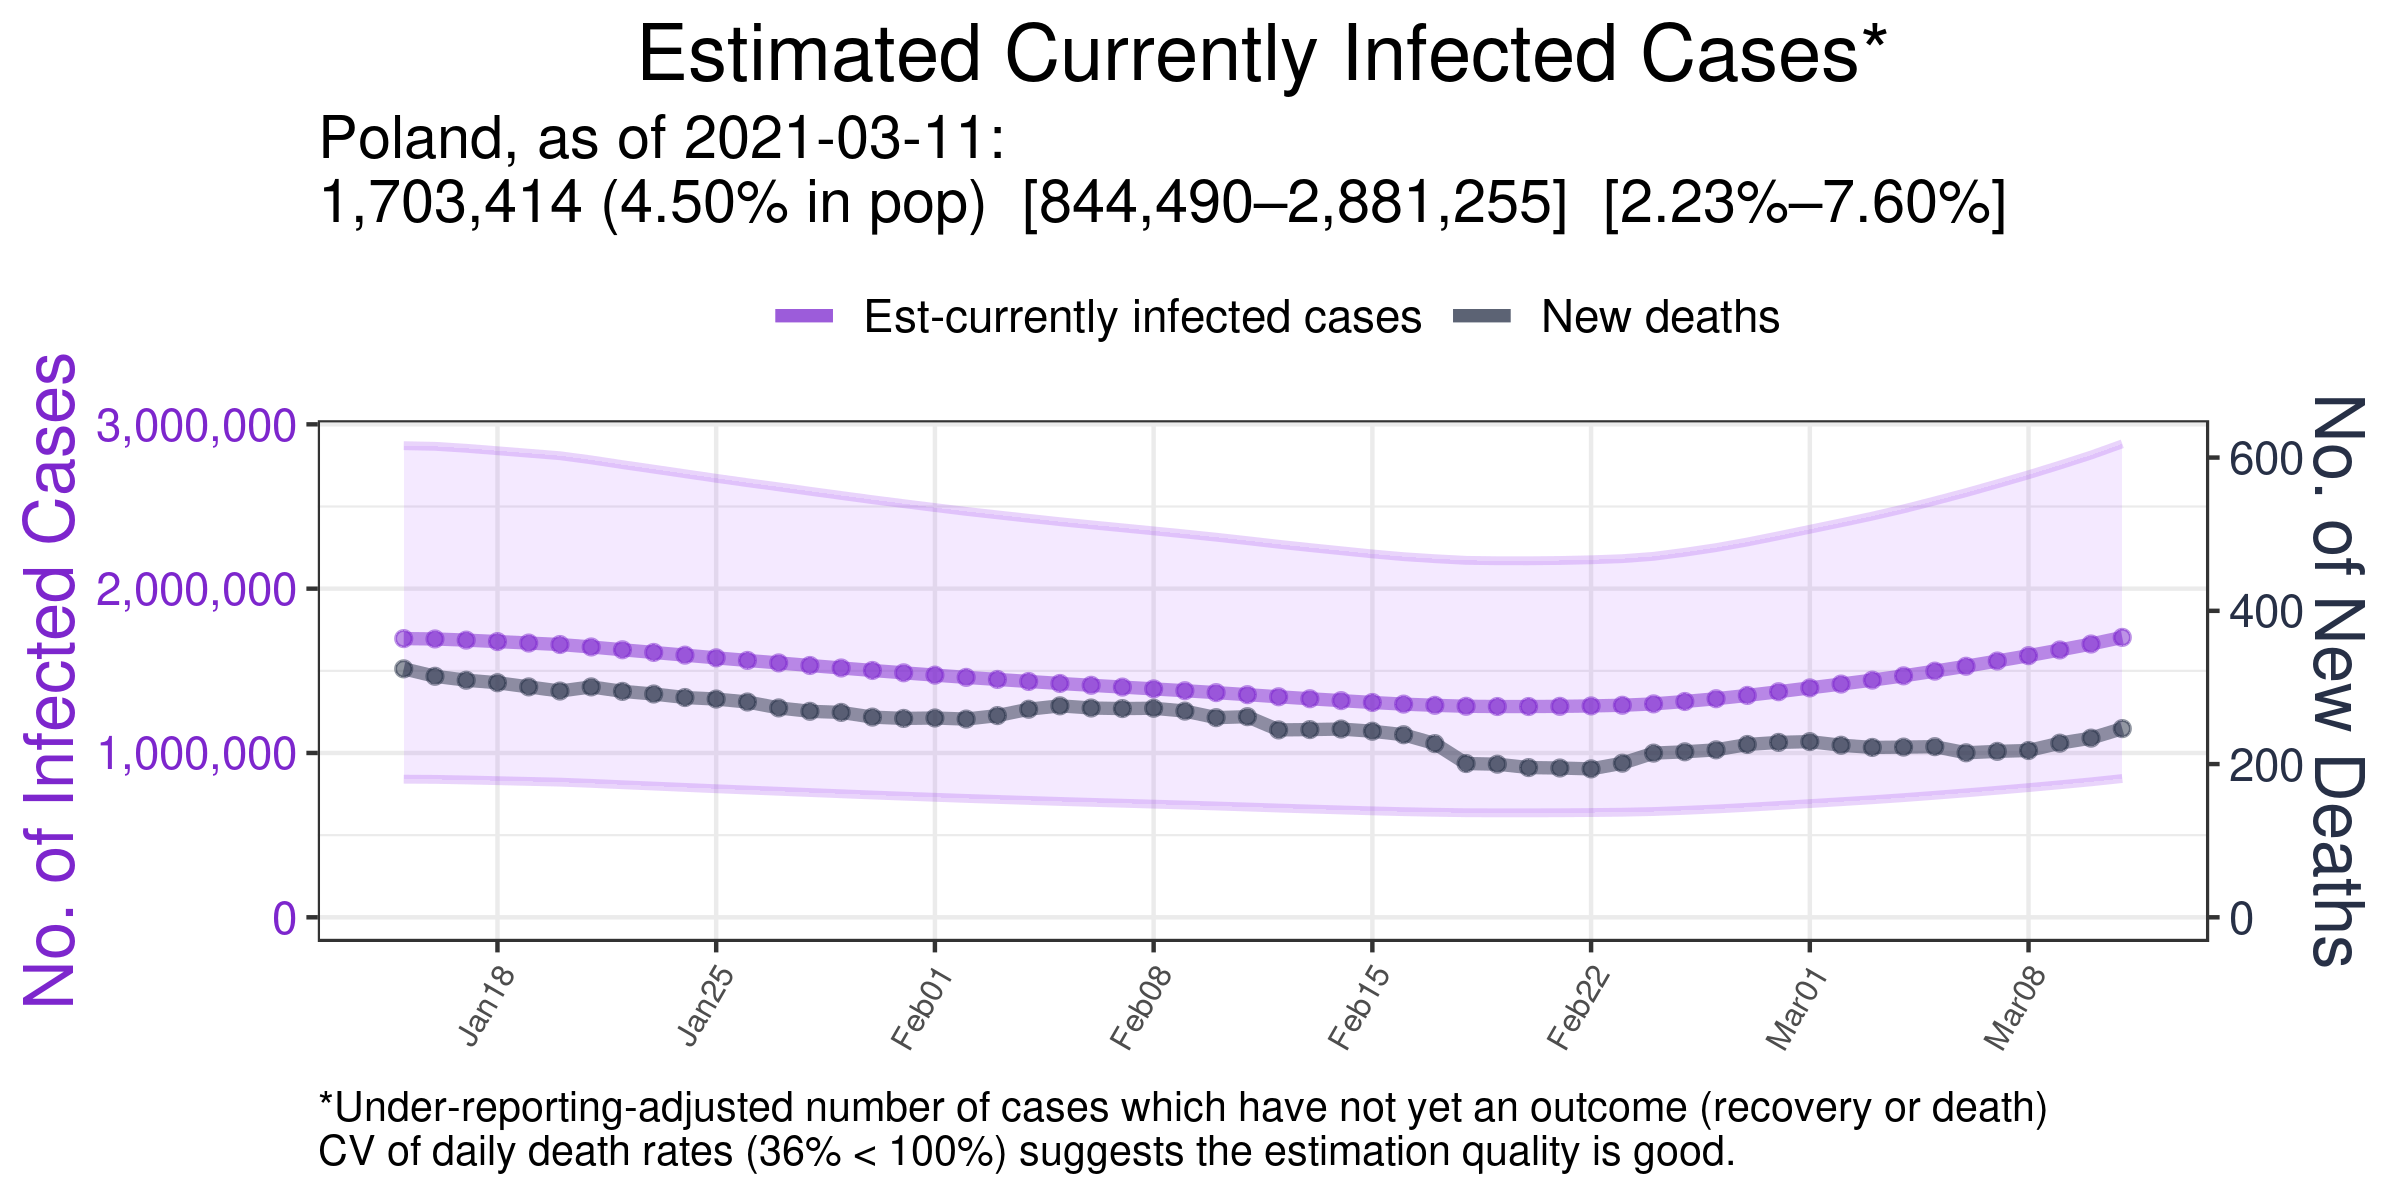 Estimated Currently Infected Cases*
Poland, as of 2021-03-11:
1,703,414 (4.50% in pop)  [844,490–2,881,255]  [2.23%–7.60%]
Est-currently infected cases New deaths
No. of Infected Cases
3,000,000
2,000,000
1,000,000
0
600
400
200
0
No. of New Deaths
Jan18 Jan25 Feb01 Feb08 Feb15 Feb22 Mar01 Mar08
*Under-reporting-adjusted number of cases which have not yet an outcome (recovery or death)
CV of daily death rates (36% < 100%) suggests the estimation quality is good.